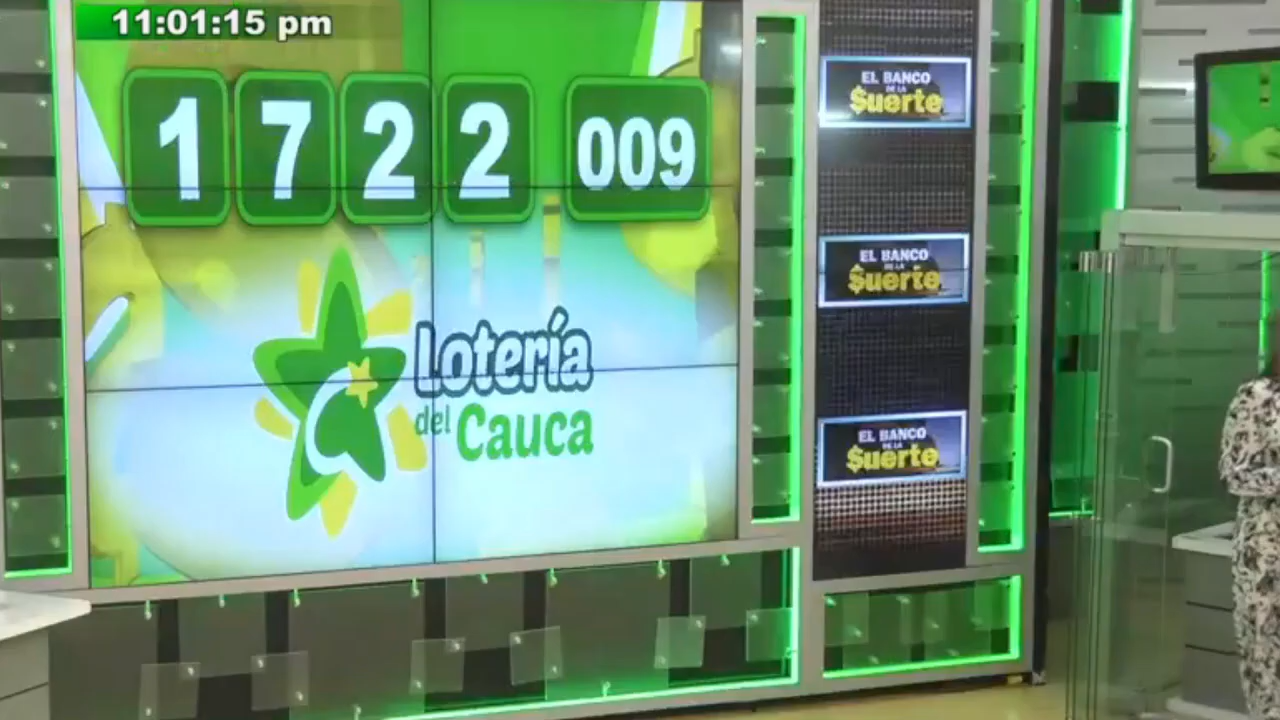 11:01:15 pm
1 7 2 2 009
Lotería
del Cauca
EL BANCO
DE LA
$uerte
EL BANCO
DE LA
$uerte
EL BANCO
DE LA
$uerte